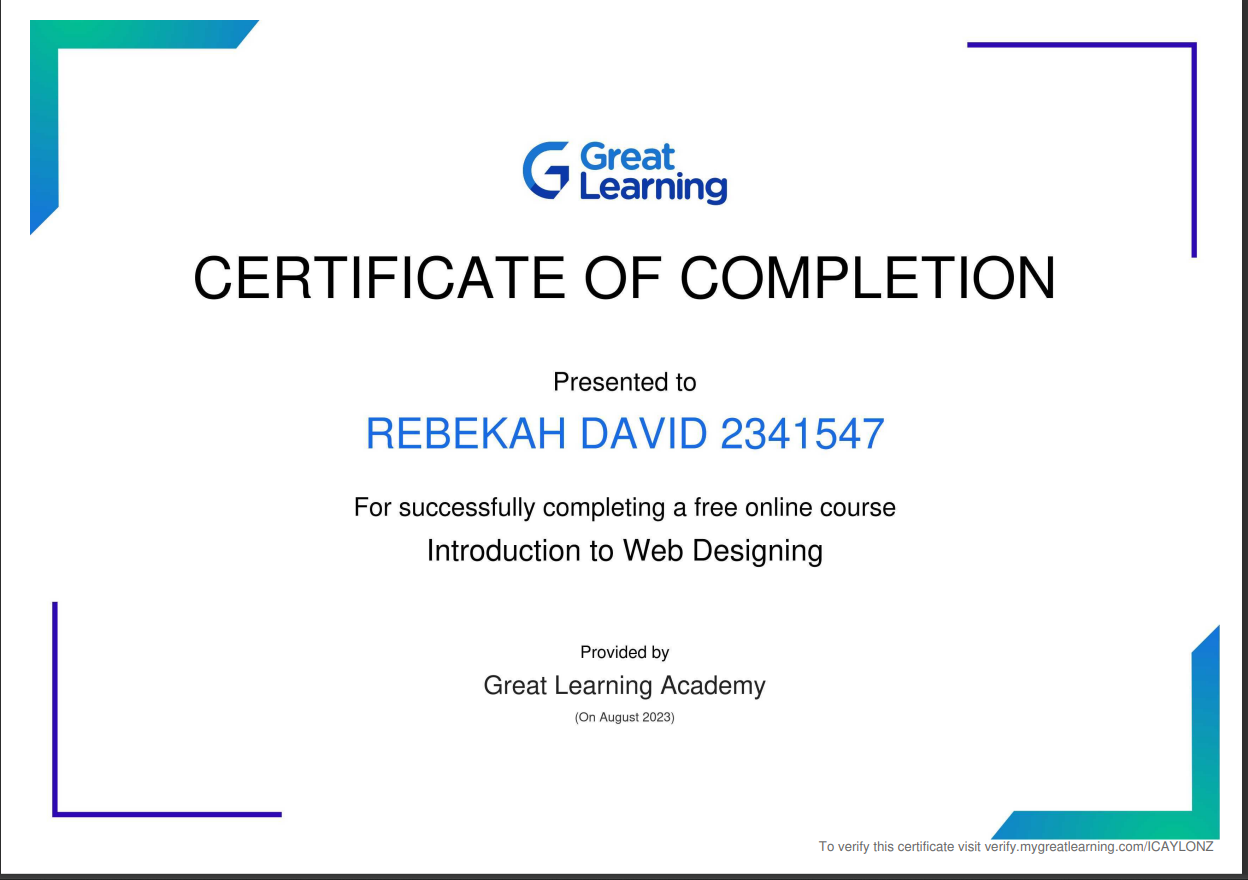 Great
Learning
CERTIFICATE OF COMPLETION
Presented to
REBEKAH DAVID 2341547
For successfully completing a free online course
Introduction to Web Designing
Provided by
Great Learning Academy
(On August 2023)
To verify this certificate visit verify.mygreatlearning.com/ICAYLONZ